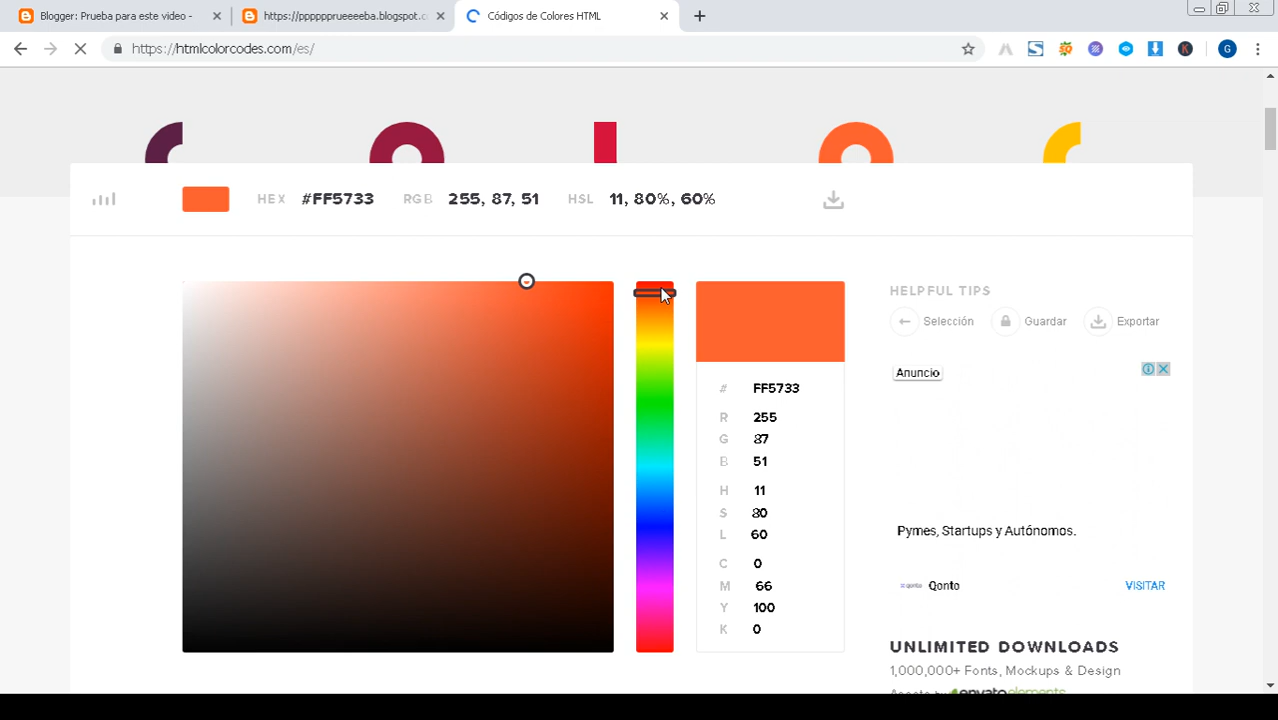 Blogger: Prueba para este video -
https://ppppppprueeeeba.blogspot.c
Códigos de Colores HTML
https://htmlcolorcodes.com/es/
G
HEX #FF5733 RGB 255, 87, 51 HSL 11, 80%, 60%
HELPFUL TIPS
Selección Guardar Exportar
Anuncio
# FF5733
R 255
G 87
B 51
H 11
S 80
L 60
C 0
M 66
Y 100
K 0
Pymes, Startups y Autónomos.
Qonto VISITAR
UNLIMITED DOWNLOADS
1,000,000+ Fonts, Mockups & Design
envatoelements